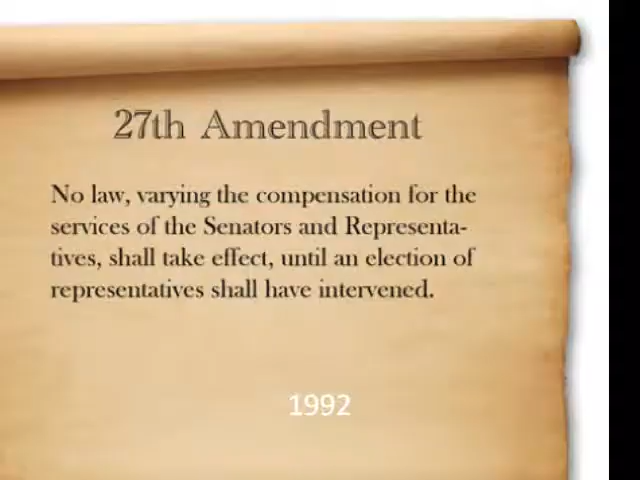 27th Amendment
No law, varying the compensation for the
services of the Senators and Representa-
tives, shall take effect, until an election of
representatives shall have intervened.
1992